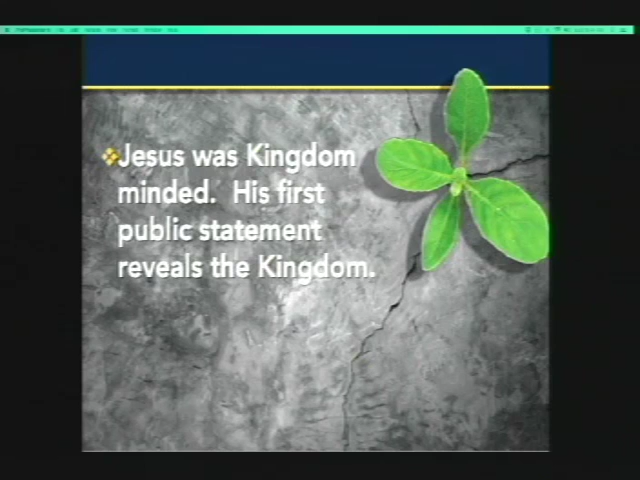 Jesus was Kingdom
minded.  His first
public statement
reveals the Kingdom.